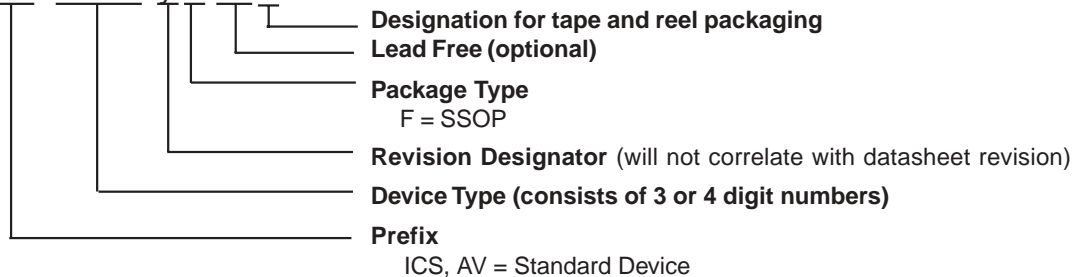 Designation for tape and reel packaging
Lead Free (optional)
Package Type
F = SSOP
Revision Designator (will not correlate with datasheet revision)
Device Type (consists of 3 or 4 digit numbers)
Prefix
ICS, AV = Standard Device